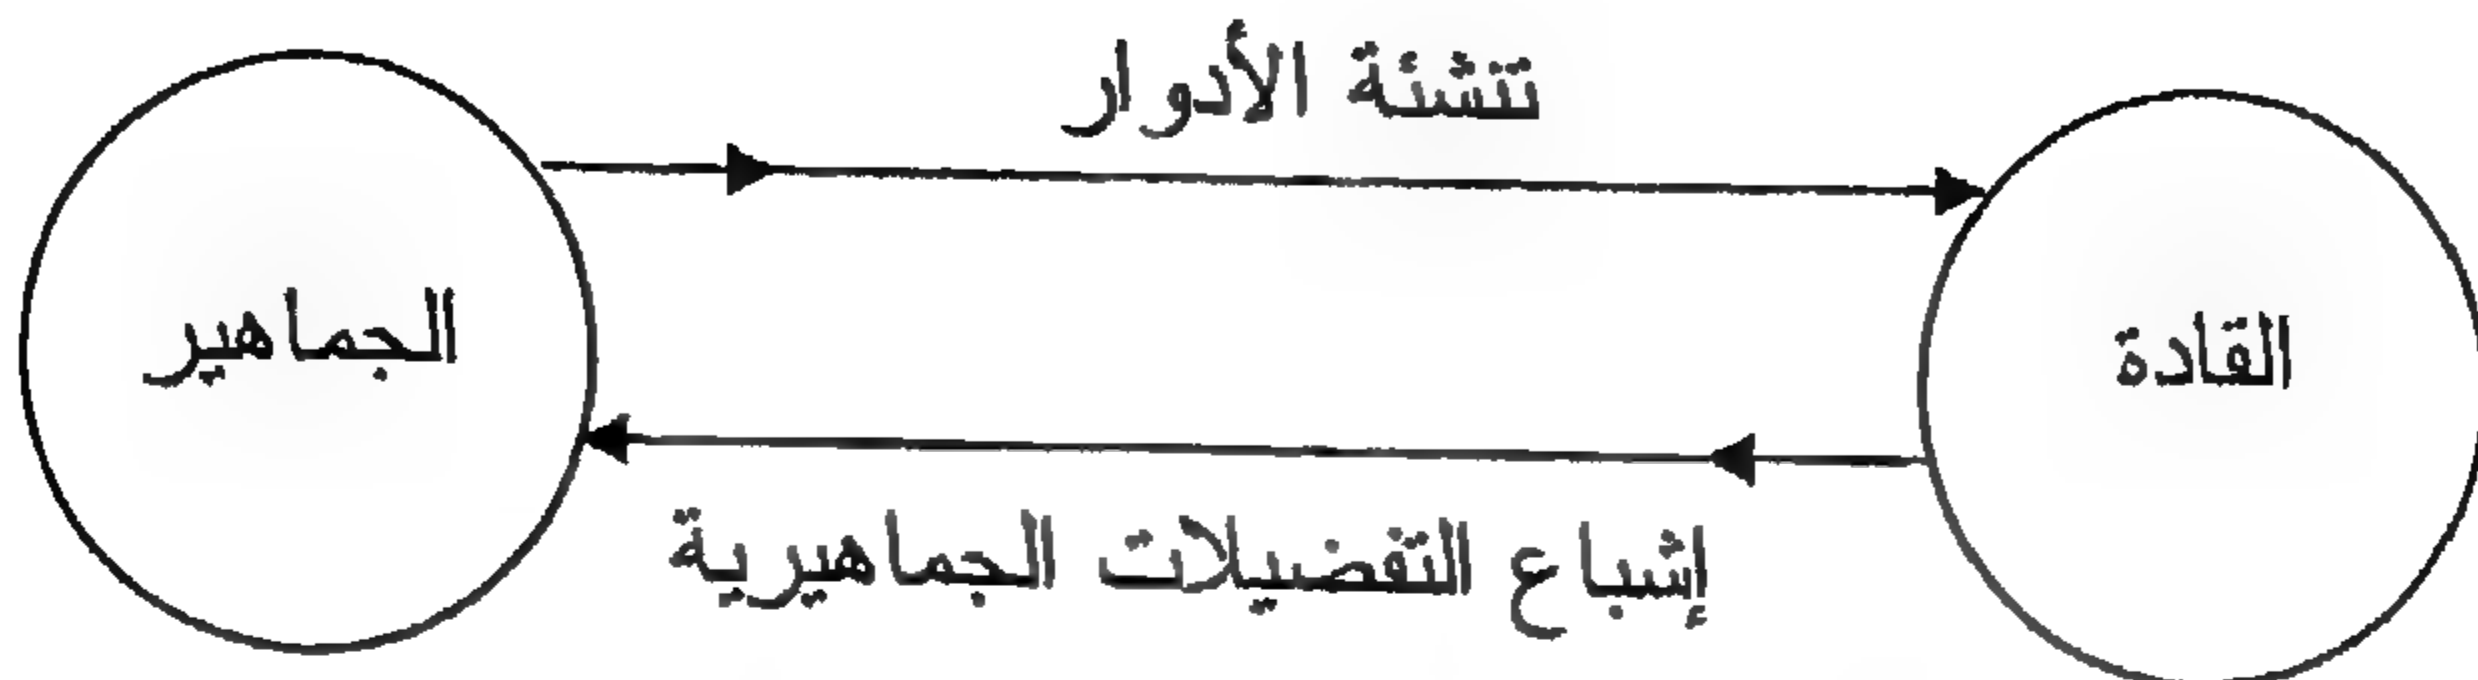 تنشئة الأدوار
القادة
الجماهير
إشباع التفضيلات الجماهيرية